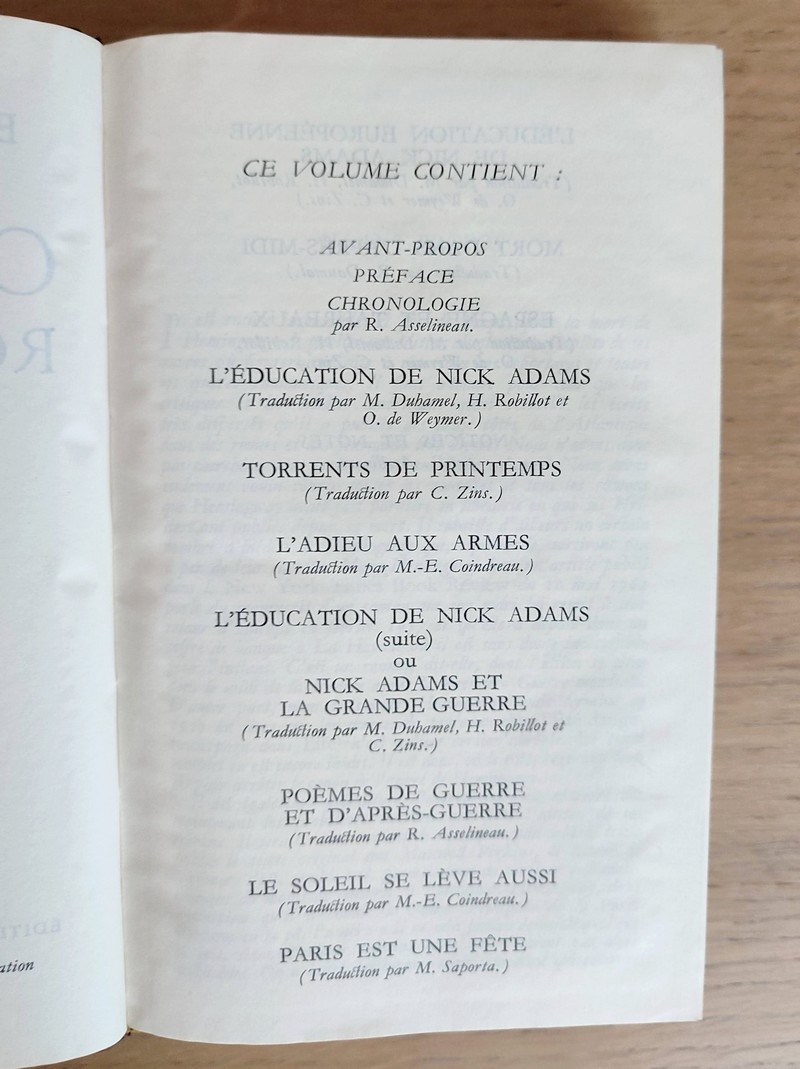 CE VOLUME CONTIENT :
AVANT-PROPOS
PRÉFACE
CHRONOLOGIE
par R. Asselineau.
L'ÉDUCATION DE NICK ADAMS
(Traduction par M. Duhamel, H. Robillot et
O. de Weymer.)
TORRENTS DE PRINTEMPS
(Traduction par C. Zins.)
L'ADIEU AUX ARMES
(Traduction par M.-E. Coindreau.)
L'ÉDUCATION DE NICK ADAMS
(suite)
ou
NICK ADAMS ET
LA GRANDE GUERRE
(Traduction par M. Duhamel, H. Robillot et
C. Zins.)
POÈMES DE GUERRE
ET D'APRÈS-GUERRE
(Traduction par R. Asselineau.)
LE SOLEIL SE LÈVE AUSSI
(Traduction par M.-E. Coindreau.)
PARIS EST UNE FÊTE
(Traduction par M. Saporta.)